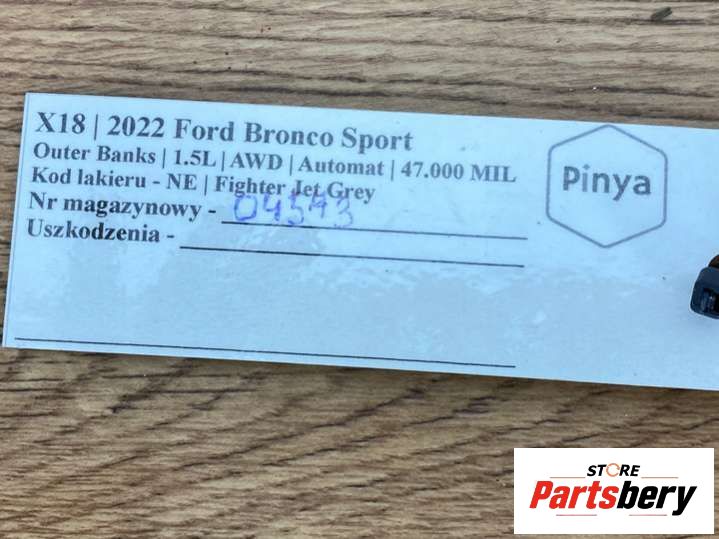 X18 | 2022 Ford Bronco Sport
Outer Banks | 1.5L | AWD | Automat | 47.000 MIL
Kod lakieru - NE | Fighter Jet Grey
Nr magazynowy - 04573
Uszkodzenia -
Pinya
STORE
Partsbery